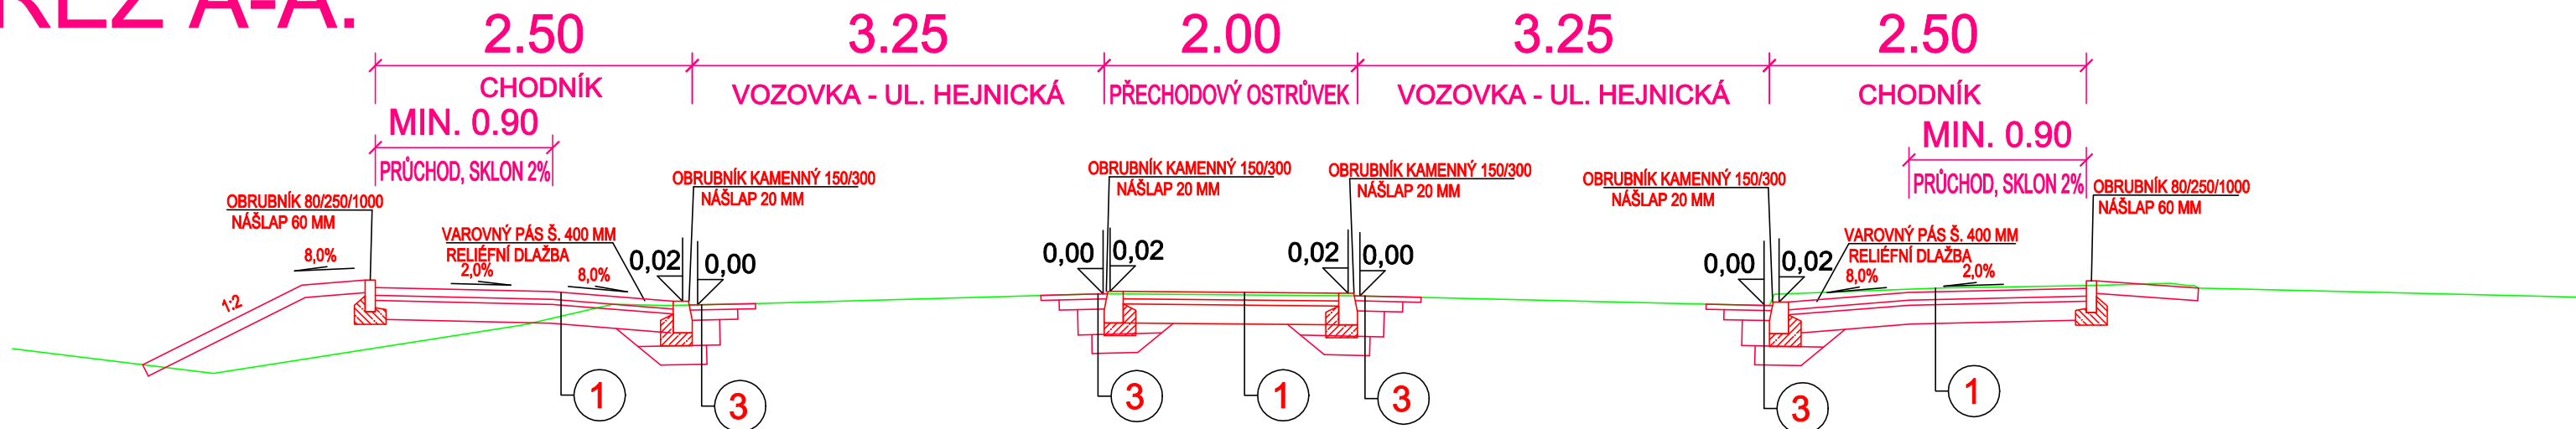 ŘEZ A-A.
2.50
3.25
2.00
3.25
2.50
CHODNÍK
VOZOVKA - UL. HEJNICKÁ
PŘECHODOVÝ OSTRŮVEK
VOZOVKA - UL. HEJNICKÁ
CHODNÍK
MIN. 0.90
PRŮCHOD, SKLON 2%
MIN. 0.90
PRŮCHOD, SKLON 2%
OBRUBNÍK 80/250/1000
NÁŠLAP 60 MM
OBRUBNÍK KAMENNÝ 150/300
NÁŠLAP 20 MM
OBRUBNÍK KAMENNÝ 150/300
NÁŠLAP 20 MM
OBRUBNÍK KAMENNÝ 150/300
NÁŠLAP 20 MM
OBRUBNÍK KAMENNÝ 150/300
NÁŠLAP 20 MM
OBRUBNÍK 80/250/1000
NÁŠLAP 60 MM
VAROVNÝ PÁS Š. 400 MM
RELIÉFNÍ DLAŽBA
VAROVNÝ PÁS Š. 400 MM
RELIÉFNÍ DLAŽBA
8,0%
1:2
2,0%
8,0%
0,02
0,00
0,00
0,02
0,02
0,00
0,00
0,02
8,0%
2,0%
1
3
3
1
3
3
1